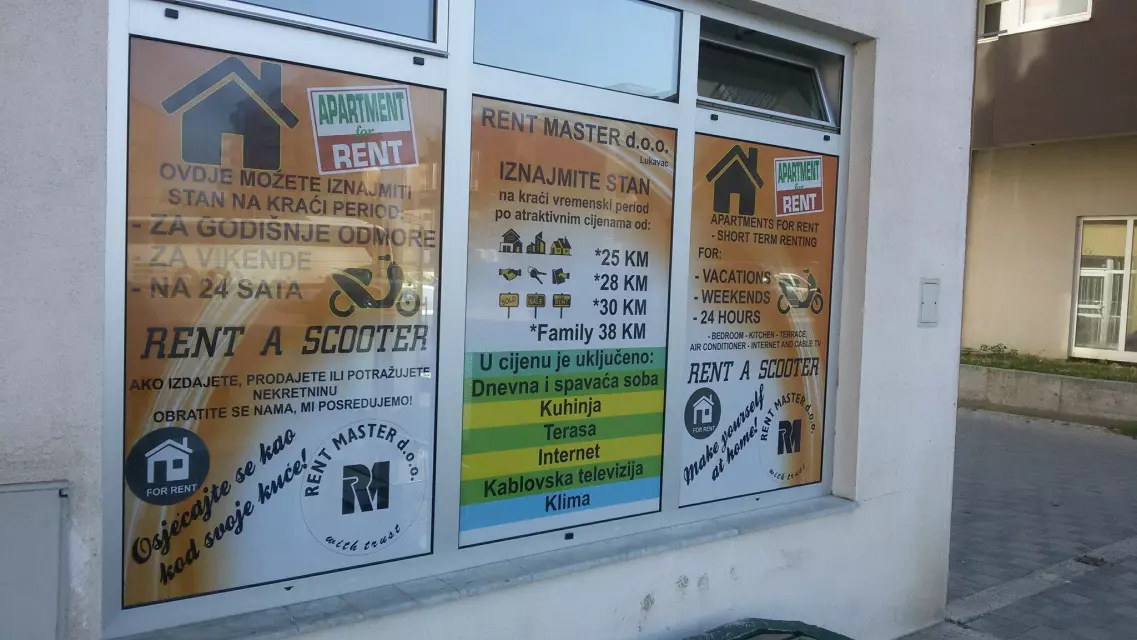 APARTMENT
for
RENT
OVDJE MOŽETE IZNAJMITI
STAN NA KRAĆI PERIOD:
- ZA GODIŠNJE ODMORE
- ZA VIKENDE
- NA 24 SATA
RENT A SCOOTER
AKO IZDAJETE, PRODAJETE ILI POTRAŽUJETE
NEKRETNINU
OBRATITE SE NAMA, MI POSREDUJEMO!
FOR RENT
Osjećajte se kao
kod svoje kuće!
RENT MASTER d.o.o.
RM
with trust
RENT MASTER d.o.o.
Lukavac
IZNAJMITE STAN
na kraći vremenski period
po atraktivnim cijenama od:
*25 KM
*28 KM
SOLD
SALE
RENT
*30 KM
*Family 38 KM
U cijenu je uključeno:
Dnevna i spavaća soba
Kuhinja
Terasa
Internet
Kablovska televizija
Klima
APARTMENT
for
RENT
APARTMENTS FOR RENT
- SHORT TERM RENTING
FOR:
- VACATIONS
- WEEKENDS
- 24 HOURS
- BEDROOM - KITCHEN - TERRACE,
AIR CONDITIONER - INTERNET AND CABLE TV
RENT A SCOOTER
FOR RENT
Make yourself
at home!
RENT MASTER d.o.o.
RM
with trust